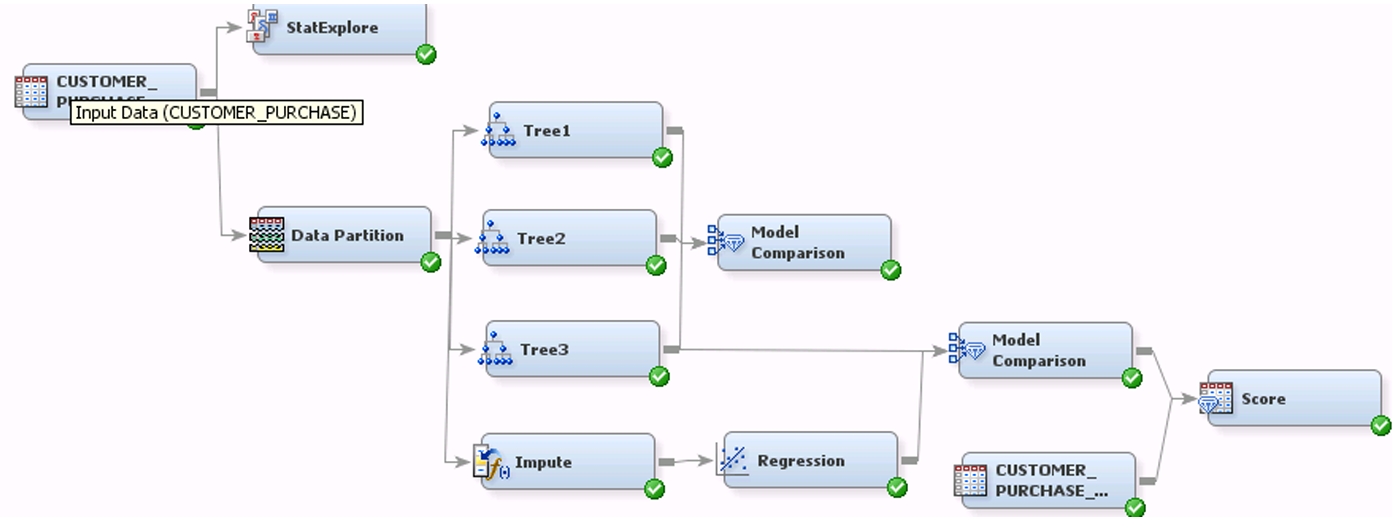 StatExplore
CUSTOMER_
PURCHASE
Input Data (CUSTOMER_PURCHASE)
Tree1
Data Partition
Tree2
Model
Comparison
Tree3
Model
Comparison
Score
Impute
Regression
CUSTOMER_
PURCHASE_...